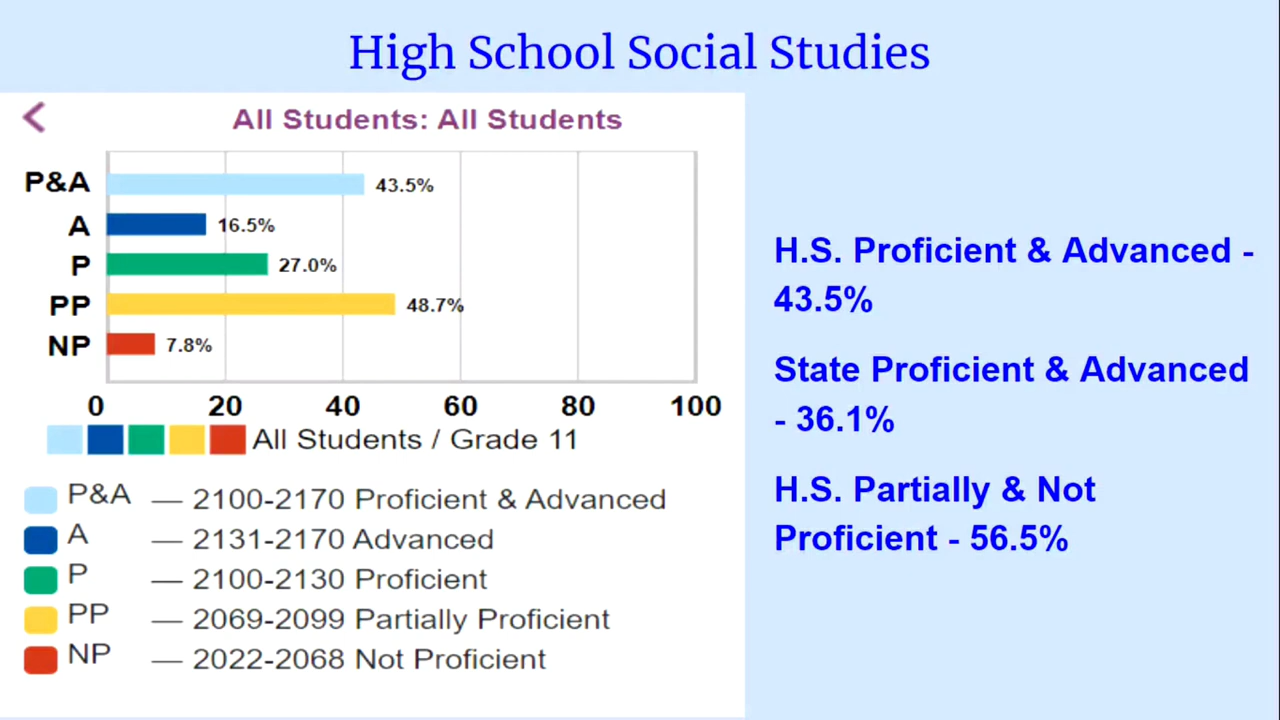 High School Social Studies
All Students: All Students
P&A 43.5%
A 16.5%
P 27.0%
PP 48.7%
NP 7.8%
0 20 40 60 80 100
All Students / Grade 11
P&A — 2100-2170 Proficient & Advanced
A — 2131-2170 Advanced
P — 2100-2130 Proficient
PP — 2069-2099 Partially Proficient
NP — 2022-2068 Not Proficient
H.S. Proficient & Advanced -
43.5%
State Proficient & Advanced
- 36.1%
H.S. Partially & Not
Proficient - 56.5%